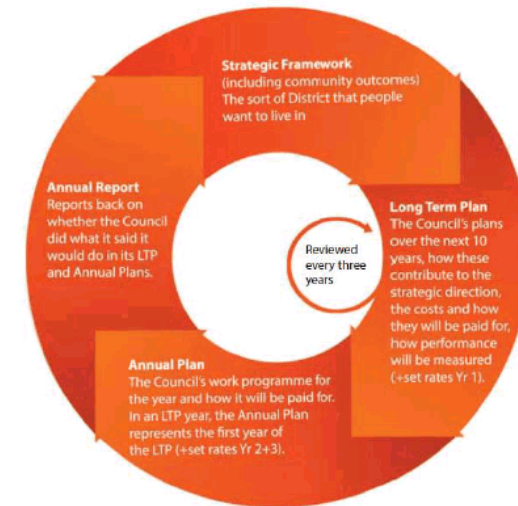 Strategic Framework
(including community outcomes)
The sort of District that people
want to live in
Long Term Plan
The Council's plans
over the next 10
years, how these
contribute to the
strategic direction,
the costs and how
they will be paid for,
how performance
will be measured
(+set rates Yr 1).
Reviewed
every three
years
Annual Plan
The Council's work programme for
the year and how it will be paid for.
In an LTP year, the Annual Plan
represents the first year of
the LTP (+set rates Yr 2+3).
Annual Report
Reports back on
whether the Council
did what it said it
would do in its LTP
and Annual Plans.